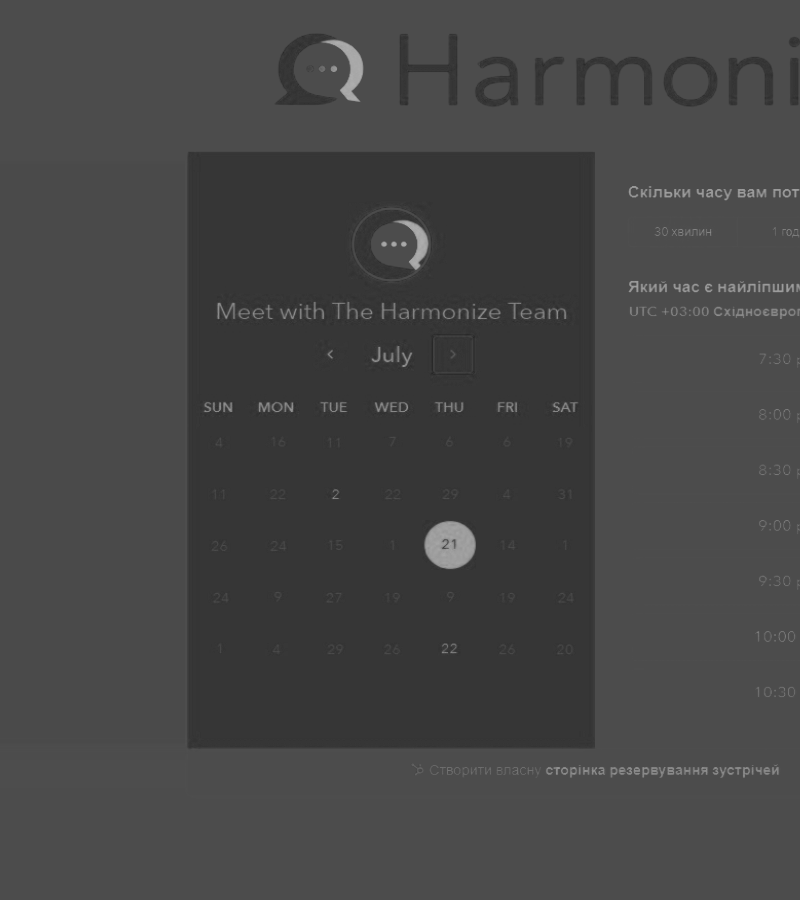 Harmoni
Meet with The Harmonize Team
July
SUN MON TUE WED THU FRI SAT
4 16 11 7 6 6 19
11 22 2 22 29 4 31
26 24 15 1 21 14 1
24 9 27 19 9 19 24
1 4 29 26 22 26 20
Скільки часу вам пот
30 хвилин 1 год
Який час є найліпшим
UTC +03:00 Східноєвроп
7:30 p
8:00 p
8:30 p
9:00 p
9:30 p
10:00
10:30
Створити власну сторінка резервування зустрічей